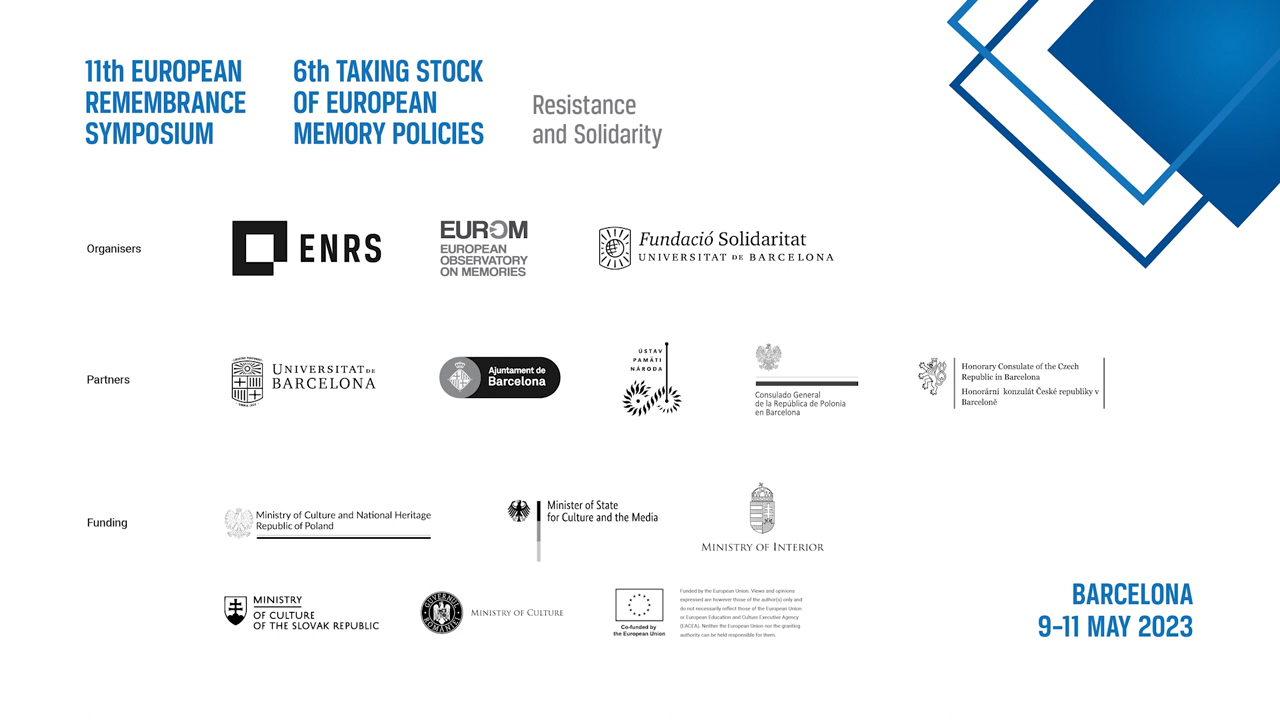 11th EUROPEAN
REMEMBRANCE
SYMPOSIUM
6th TAKING STOCK
OF EUROPEAN
MEMORY POLICIES
Resistance
and Solidarity
Organisers
ENRS
EUROM
EUROPEAN
OBSERVATORY
ON MEMORIES
Fundació Solidaritat
UNIVERSITAT DE BARCELONA
Partners
UNIVERSITAT DE
BARCELONA
Ajuntament de
Barcelona
ÚSTAV
PAMÄTI
NÁRODA
Consulado General
de la República de Polonia
en Barcelona
Honorary Consulate of the Czech
Republic in Barcelona
Honorární konzulát České republiky v
Barceloně
Funding
Ministry of Culture and National Heritage
Republic of Poland
Minister of State
for Culture and the Media
MINISTRY OF INTERIOR
MINISTRY
OF CULTURE
OF THE SLOVAK REPUBLIC
GUVERNUL ROMÂNIEI
MINISTRY OF CULTURE
Co-funded by
the European Union
Funded by the European Union. Views and opinions
expressed are however those of the author(s) only and
do not necessarily reflect those of the European Union
or European Education and Culture Executive Agency
(EACEA). Neither the European Union nor the granting
authority can be held responsible for them.
BARCELONA
9-11 MAY 2023